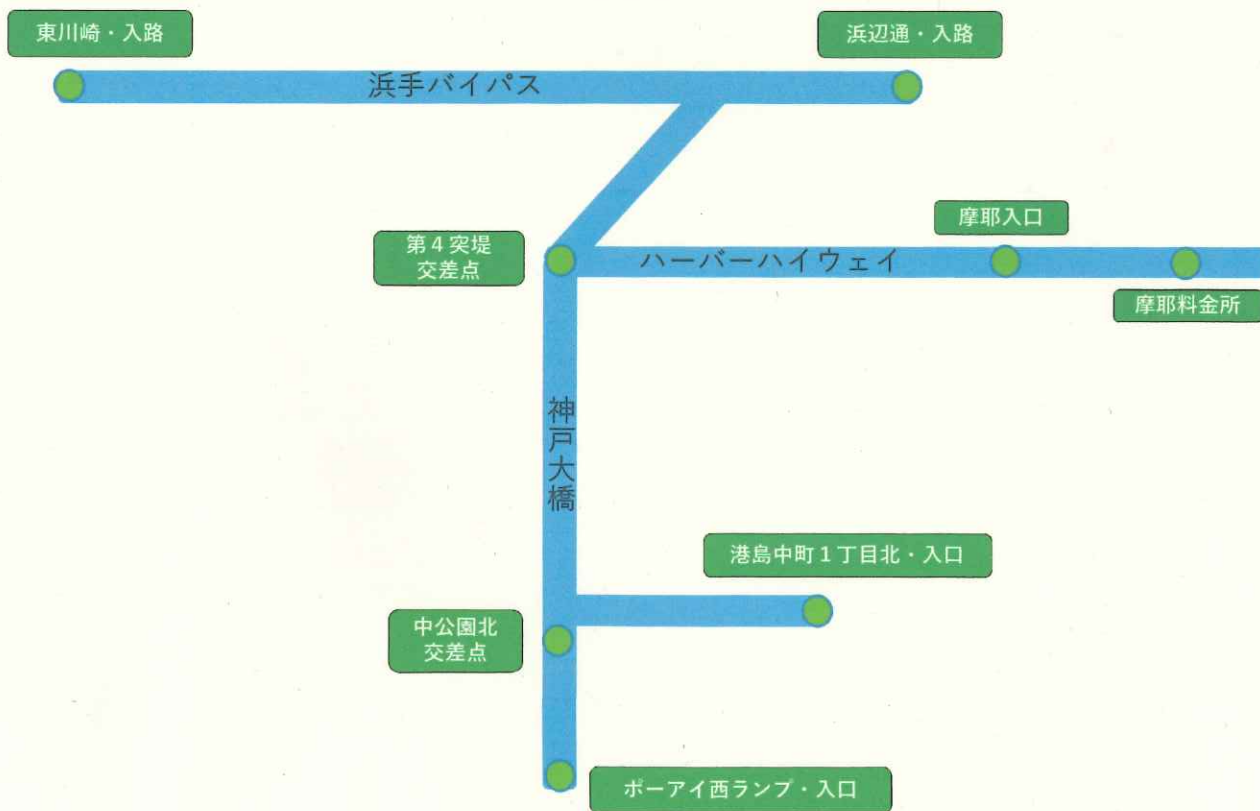 東川崎・入路
浜辺通・入路
浜手バイパス
摩耶入口
第４突堤
交差点
ハーバーハイウェイ
摩耶料金所
神戸大橋
港島中町１丁目北・入口
中公園北
交差点
ポーアイ西ランプ・入口